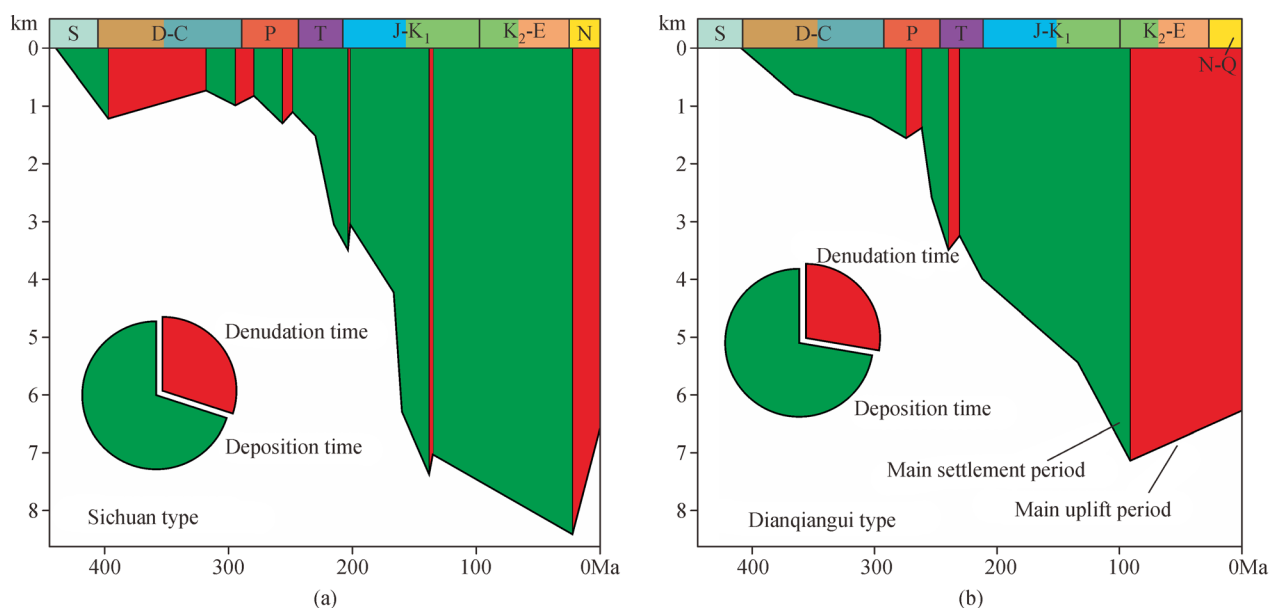 km
S
D-C
P
T
J-K₁
K₂-E
N
0
1
2
3
4
5
6
7
8
Denudation time
Deposition time
Sichuan type
400
300
200
100
0Ma
(a)
km
S
D-C
P
T
J-K₁
K₂-E
N-Q
0
1
2
3
4
5
6
7
8
Denudation time
Deposition time
Main settlement period
Main uplift period
Dianqiangui type
400
300
200
100
0Ma
(b)